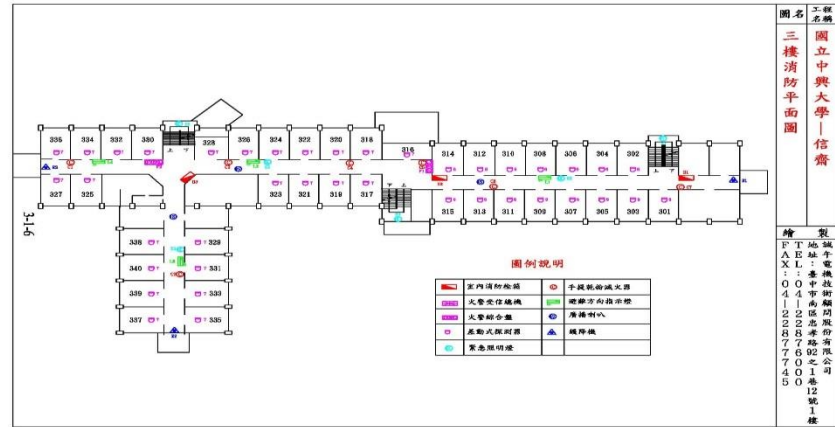 圖名
三樓消防平面圖
工程名稱
國立中興大學—信齋
335 334 332 330 328 326 324 322 320 318 316 314 312 310 308 306 304 302
上 下
下 上
上 下
327 325 323 321 319 317 315 313 311 309 307 305 303 301
338 329
340 331
339 333
337 335
3-1-6
圖例說明
室內消防栓箱 手提乾粉滅火器
火警受信總機 避難方向指示燈
火警綜合盤 廣播喇叭
差動式探測器 緩降機
緊急照明燈
繪製
誠宇電機技術顧問股份有限公司
地址:臺中市南區忠孝路92之1巷12號1樓
TEL:04-22876000
FAX:04-22877745